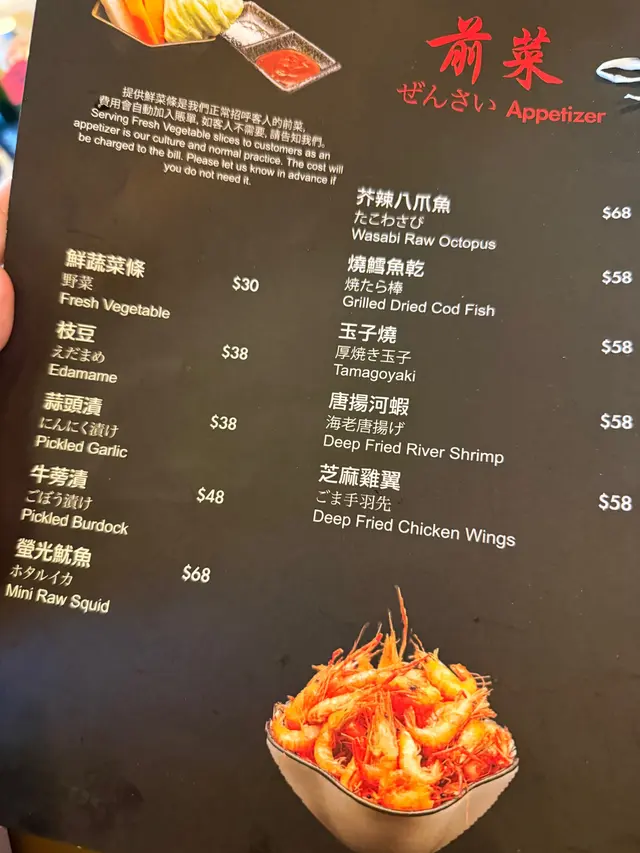 前菜
ぜんさい Appetizer
提供鮮菜條是我們正常招呼客人的前菜,
費用會自動加入賬單, 如客人不需要, 請告知我們。
Serving Fresh Vegetable slices to customers as an
appetizer is our culture and normal practice. The cost will
be charged to the bill. Please let us know in advance if
you do not need it.
鮮蔬菜條
野菜 $30
Fresh Vegetable
枝豆
えだまめ $38
Edamame
蒜頭漬
にんにく漬け $38
Pickled Garlic
牛蒡漬
ごぼう漬け $48
Pickled Burdock
螢光魷魚
ホタルイカ $68
Mini Raw Squid
芥辣八爪魚
たこわさび $68
Wasabi Raw Octopus
燒鱈魚乾
焼たら棒 $58
Grilled Dried Cod Fish
玉子燒
厚焼き玉子 $58
Tamagoyaki
唐揚河蝦
海老唐揚げ $58
Deep Fried River Shrimp
芝麻雞翼
ごま手羽先 $58
Deep Fried Chicken Wings